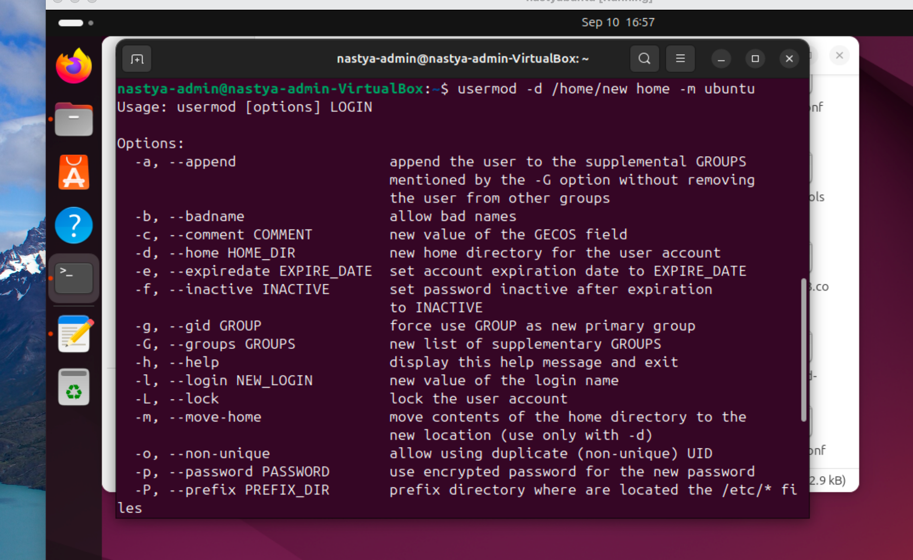 Sep 10 16:57
nastya-admin@nastya-admin-VirtualBox: ~
nastya-admin@nastya-admin-VirtualBox:~$ usermod -d /home/new home -m ubuntu
Usage: usermod [options] LOGIN
Options:
-a, --append append the user to the supplemental GROUPS
mentioned by the -G option without removing
the user from other groups
-b, --badname allow bad names
-c, --comment COMMENT new value of the GECOS field
-d, --home HOME_DIR new home directory for the user account
-e, --expiredate EXPIRE_DATE set account expiration date to EXPIRE_DATE
-f, --inactive INACTIVE set password inactive after expiration
to INACTIVE
-g, --gid GROUP force use GROUP as new primary group
-G, --groups GROUPS new list of supplementary GROUPS
-h, --help display this help message and exit
-l, --login NEW_LOGIN new value of the login name
-L, --lock lock the user account
-m, --move-home move contents of the home directory to the
new location (use only with -d)
-o, --non-unique allow using duplicate (non-unique) UID
-p, --password PASSWORD use encrypted password for the new password
-P, --prefix PREFIX_DIR prefix directory where are located the /etc/* fi
les
2.9 kB)